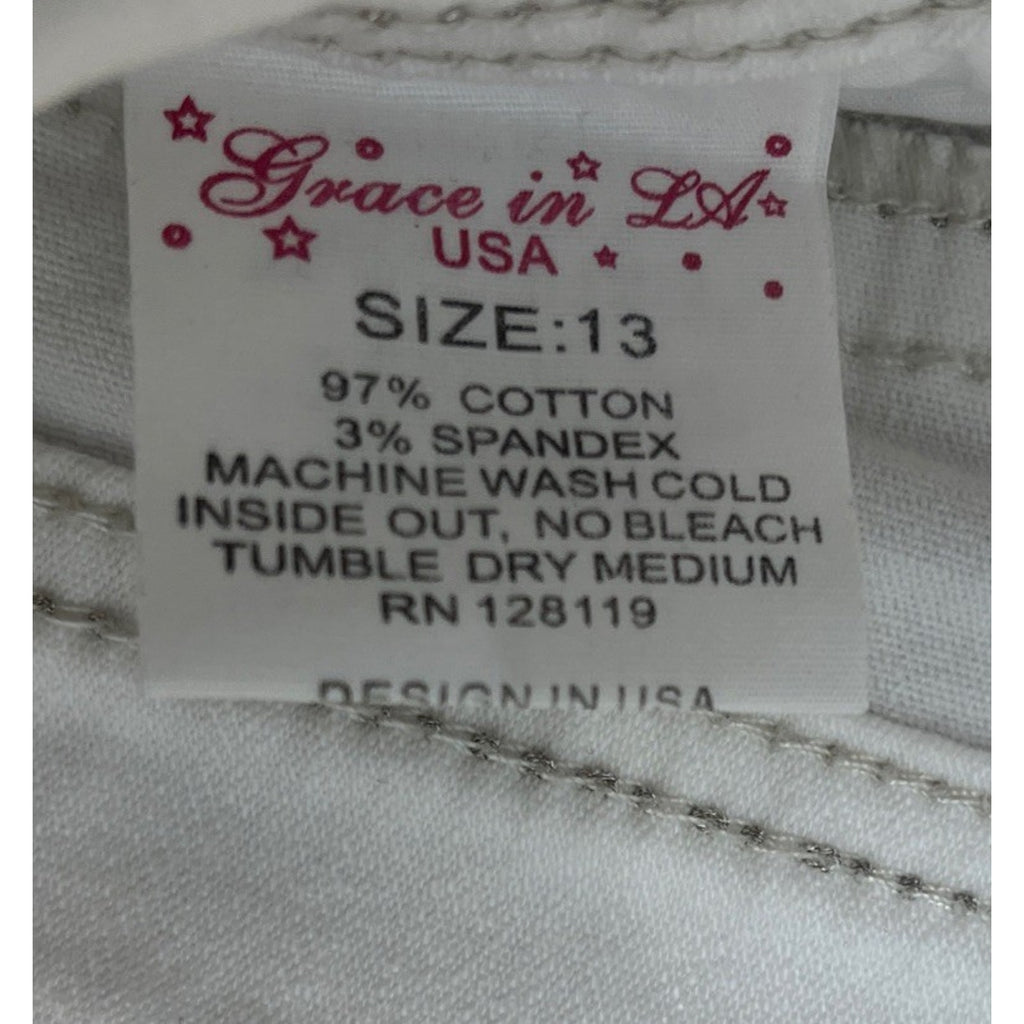 Grace in LA
USA
SIZE:13
97% COTTON
3% SPANDEX
MACHINE WASH COLD
INSIDE OUT, NO BLEACH
TUMBLE DRY MEDIUM
RN 128119
DESIGN IN USA